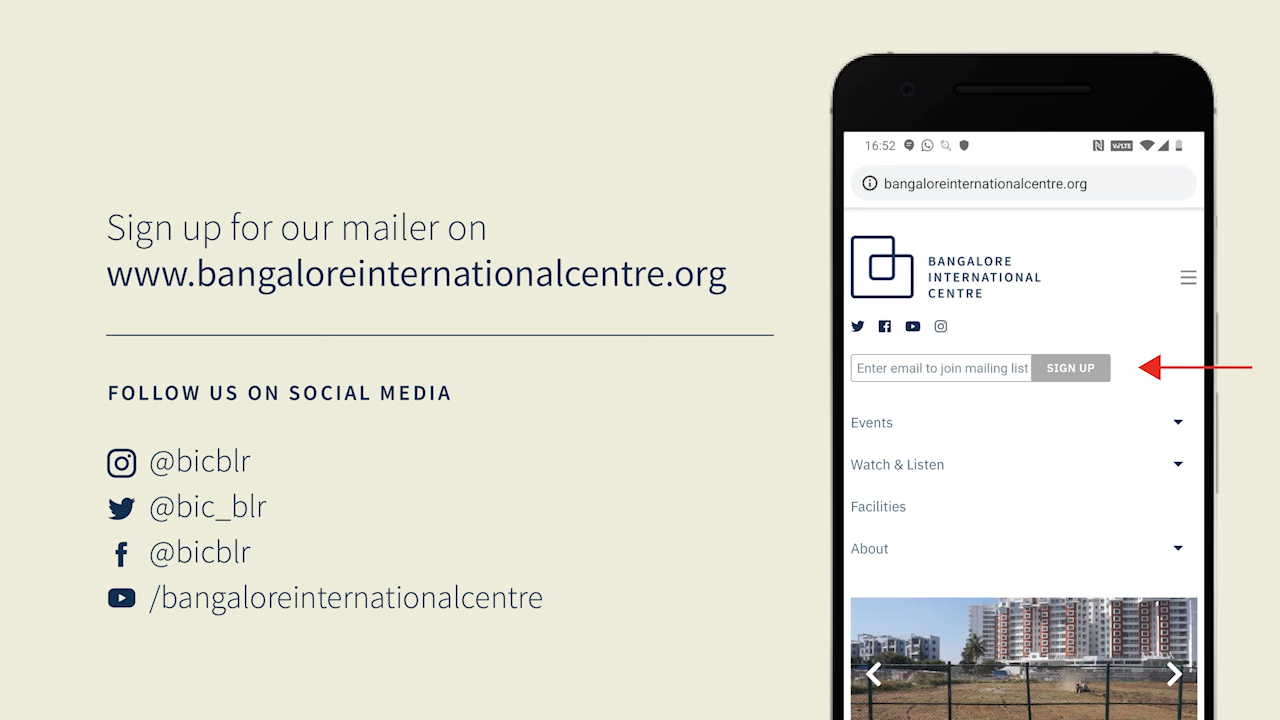 Sign up for our mailer on
www.bangaloreinternationalcentre.org
FOLLOW US ON SOCIAL MEDIA
@bicblr
@bic_blr
@bicblr
/bangaloreinternationalcentre
16:52
VoLTE
bangaloreinternationalcentre.org
BANGALORE
INTERNATIONAL
CENTRE
Enter email to join mailing list
SIGN UP
Events
Watch & Listen
Facilities
About